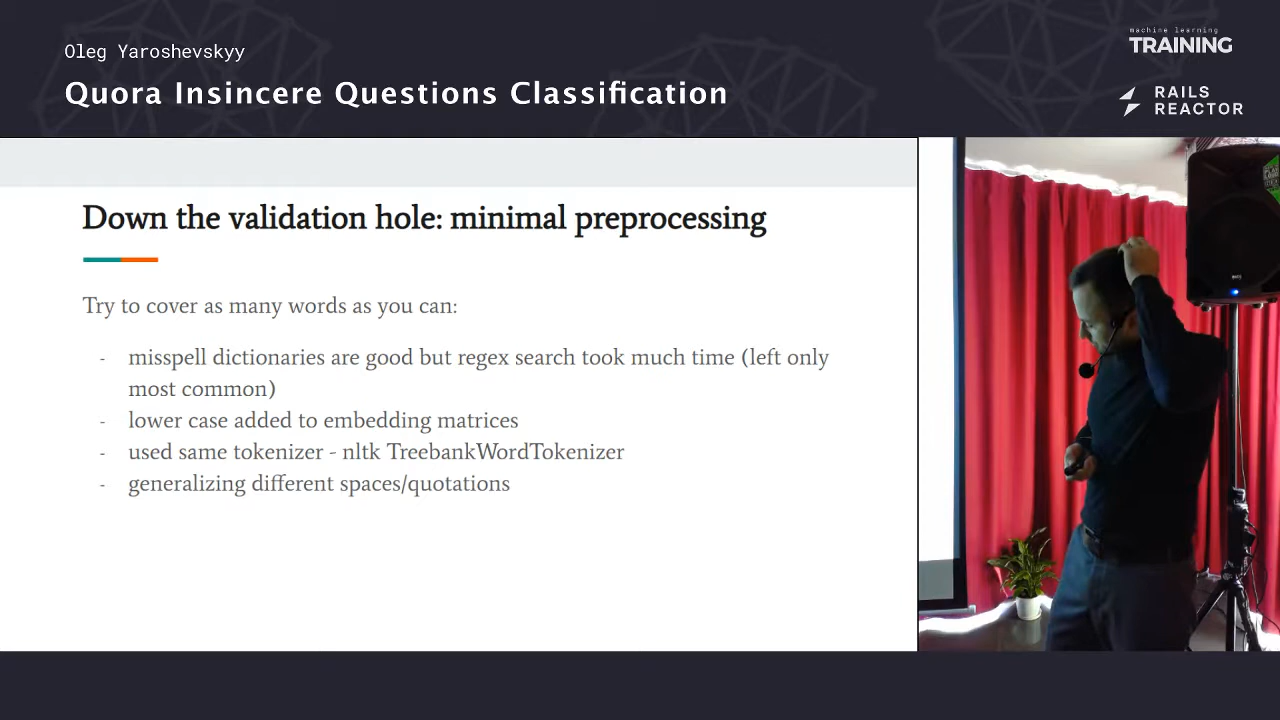 Oleg Yaroshevskyy
Quora Insincere Questions Classification
machine learning
TRAINING
RAILS
REACTOR
Down the validation hole: minimal preprocessing
Try to cover as many words as you can:
- misspell dictionaries are good but regex search took much time (left only
most common)
- lower case added to embedding matrices
- used same tokenizer - nltk TreebankWordTokenizer
- generalizing different spaces/quotations